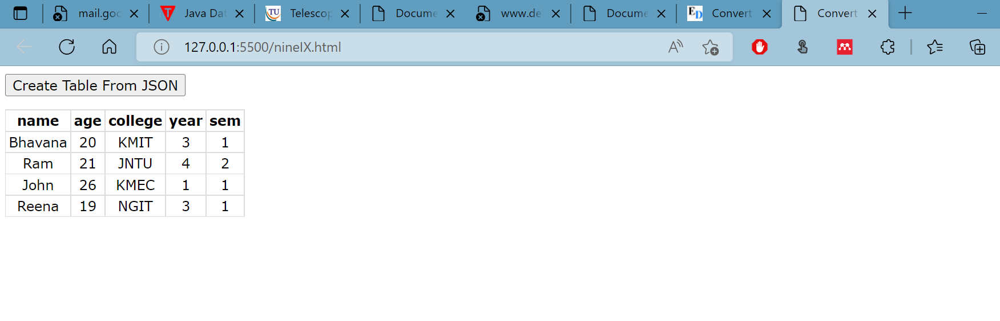 mail.goc Java Dat TU Telescop Docume www.de Docume ED Convert Convert
127.0.0.1:5500/nineIX.html
Create Table From JSON
name age college year sem
Bhavana 20 KMIT 3 1
Ram 21 JNTU 4 2
John 26 KMEC 1 1
Reena 19 NGIT 3 1